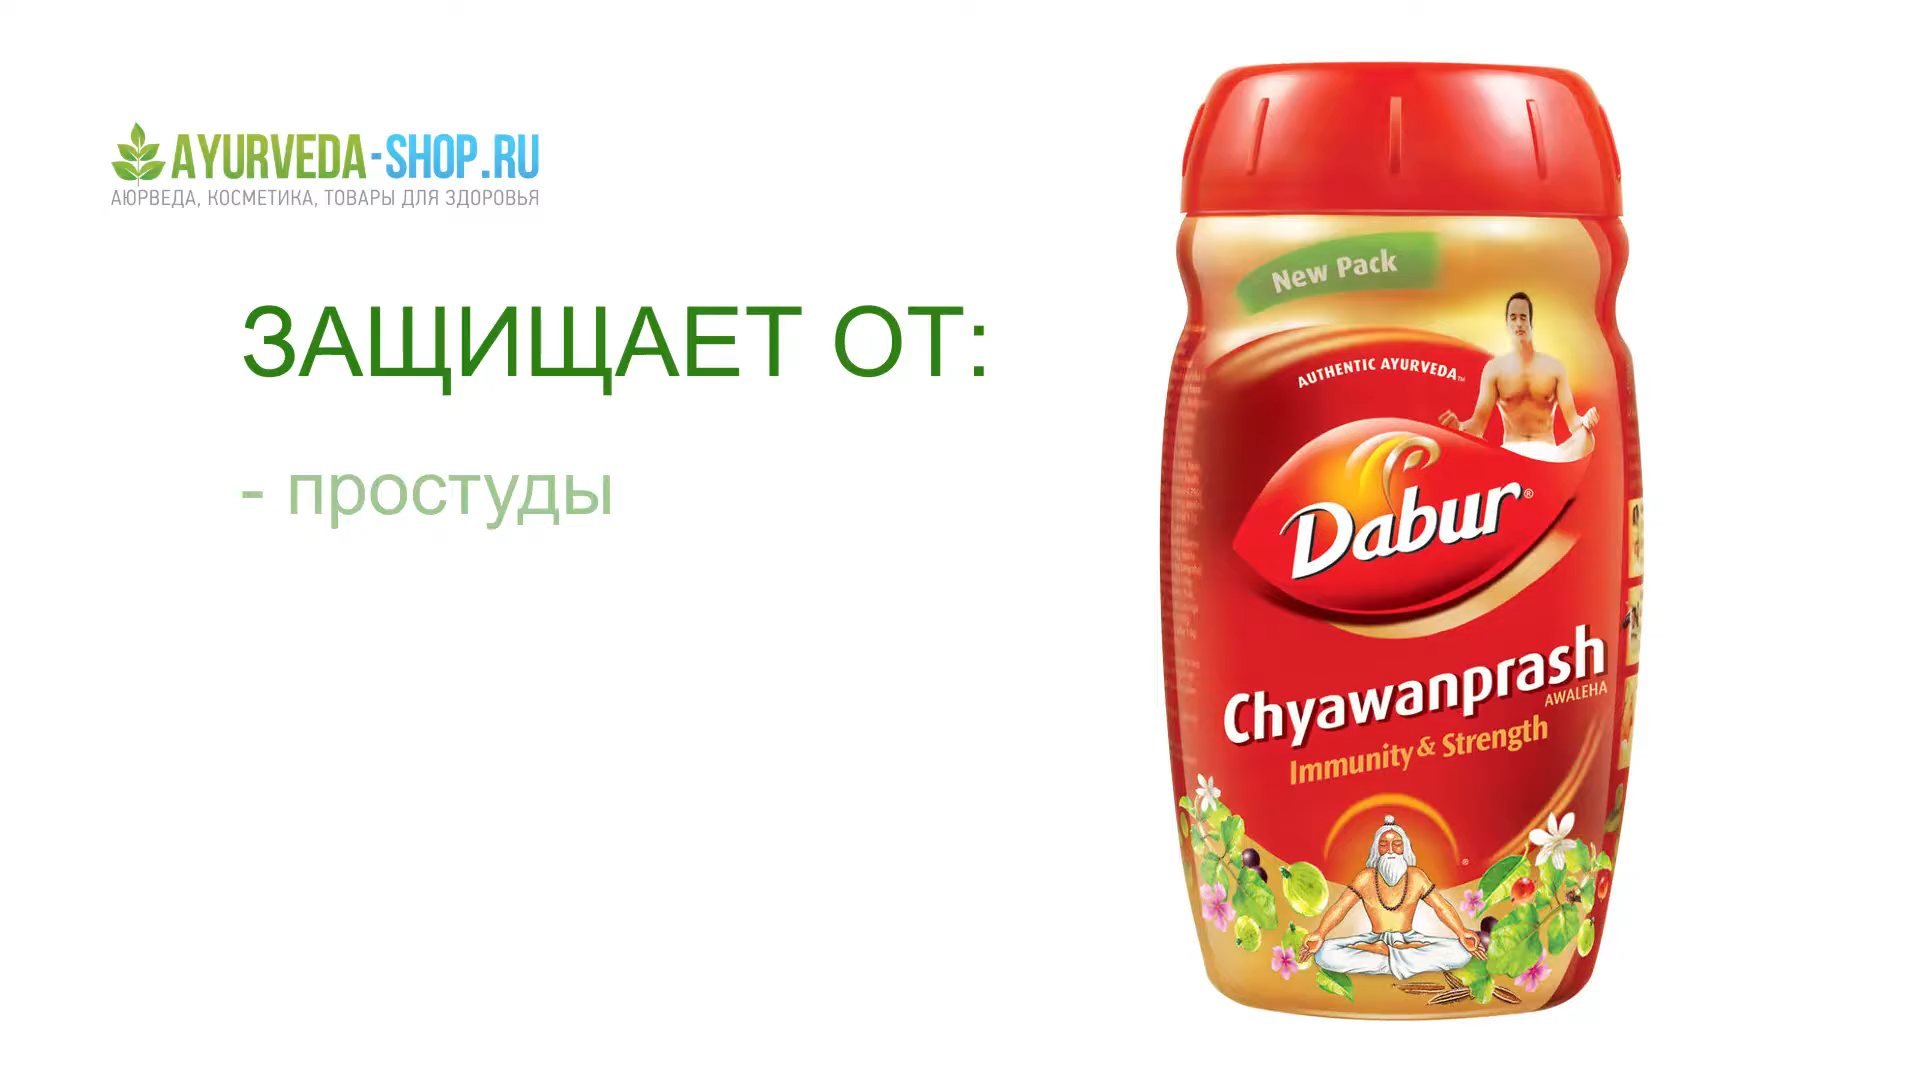 AYURVEDA-SHOP.RU
АЮРВЕДА, КОСМЕТИКА, ТОВАРЫ ДЛЯ ЗДОРОВЬЯ
ЗАЩИЩАЕТ ОТ:
- простуды
New Pack
AUTHENTIC AYURVEDA™
Dabur®
Chyawanprash
AWALEHA
Immunity & Strength
®